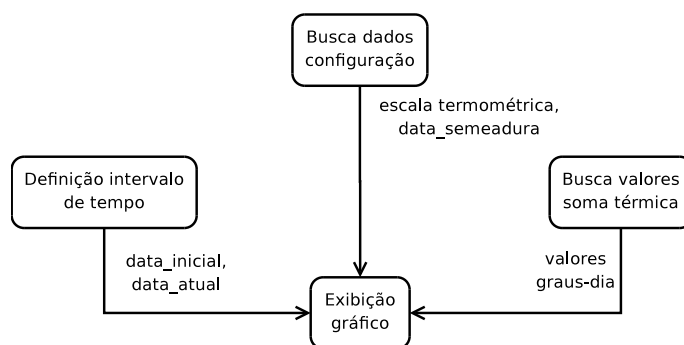 Busca dados
configuração
escala termométrica,
data_semeadura
Definição intervalo
de tempo
Busca valores
soma térmica
data_inicial,
data_atual
valores
graus-dia
Exibição
gráfico